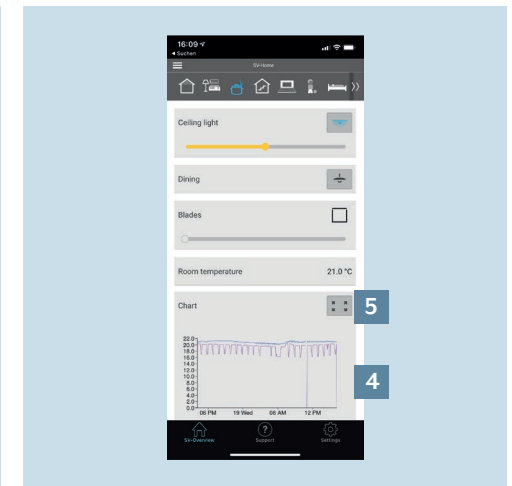 16:09
Suchen
SV-Home
Ceiling light
Dining
Blades
Room temperature 21.0 °C
Chart
5
22.0
20.0
18.0
16.0
14.0
12.0
10.0
8.0
6.0
4.0
2.0
0.0
4
06 PM 19 Wed 06 AM 12 PM
?
SV-Overview Support Settings